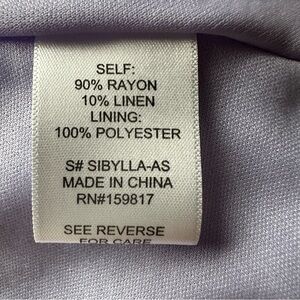 SELF:
90% RAYON
10% LINEN
LINING:
100% POLYESTER
S# SIBYLLA-AS
MADE IN CHINA
RN#159817
SEE REVERSE
FOR CARE